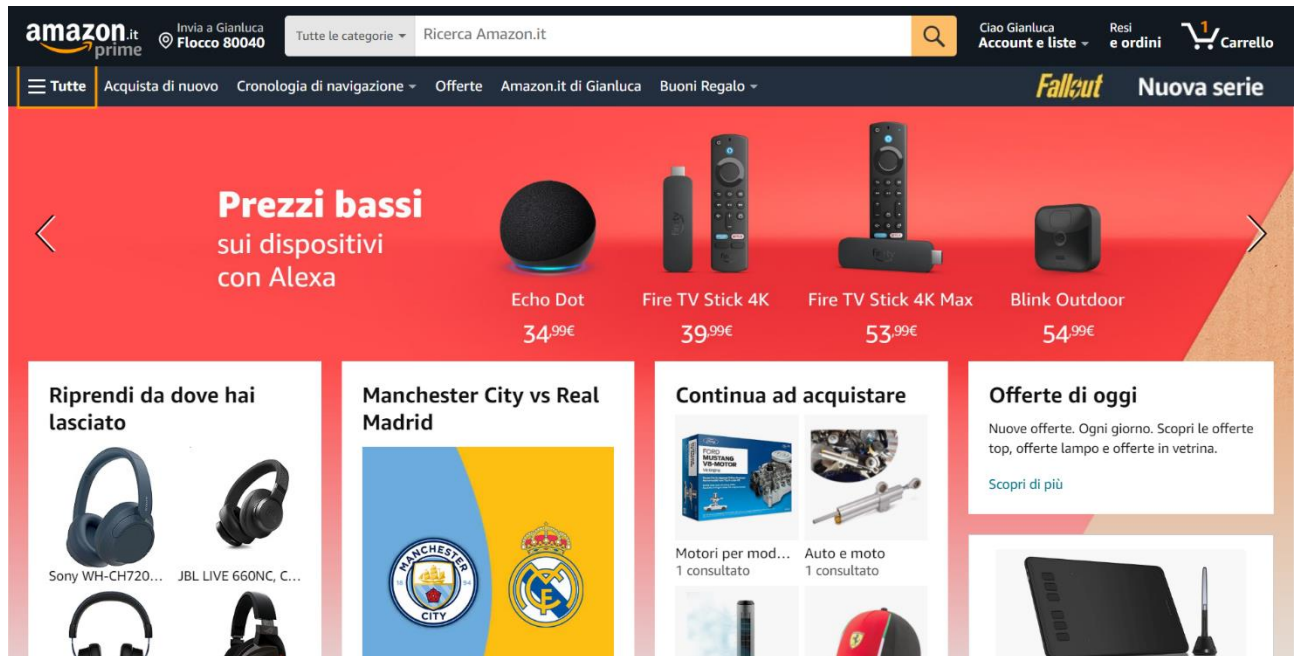 amazon.it
prime
Invia a Gianluca
Flocco 80040
Tutte le categorie
Ricerca Amazon.it
Ciao Gianluca
Account e liste
Resi
e ordini
1
Carrello
Tutte
Acquista di nuovo
Cronologia di navigazione
Offerte
Amazon.it di Gianluca
Buoni Regalo
Fallout
Nuova serie
Prezzi bassi
sui dispositivi
con Alexa
Echo Dot
34,99€
Fire TV Stick 4K
39,99€
Fire TV Stick 4K Max
53,99€
Blink Outdoor
54,99€
Riprendi da dove hai
lasciato
Sony WH-CH720...
JBL LIVE 660NC, C...
Manchester City vs Real
Madrid
MANCHESTER
18 94
CITY
Continua ad acquistare
FORD
MUSTANG
V8-MOTOR
Motori per mod...
1 consultato
Auto e moto
1 consultato
Offerte di oggi
Nuove offerte. Ogni giorno. Scopri le offerte
top, offerte lampo e offerte in vetrina.
Scopri di più